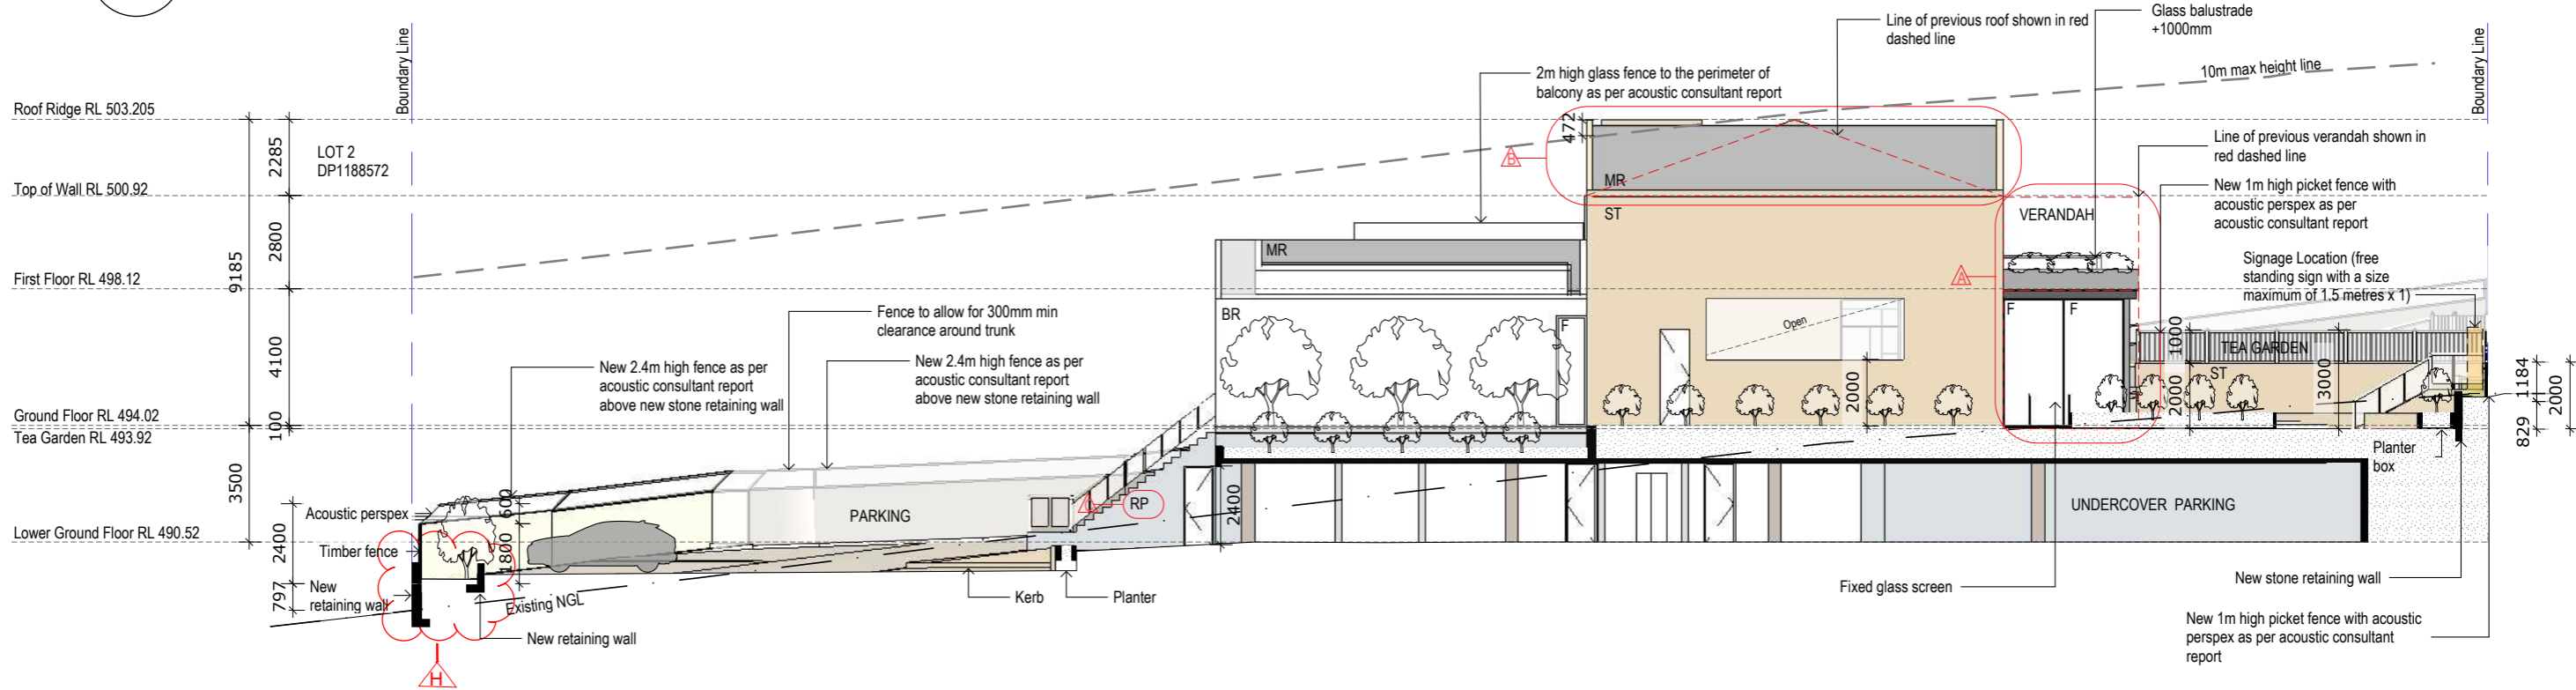 Boundary Line
Line of previous roof shown in red
dashed line
Glass balustrade
+1000mm
Boundary Line
10m max height line
2m high glass fence to the perimeter of
balcony as per acoustic consultant report
Roof Ridge RL 503.205
472
LOT 2
DP1188572
2285
B
Line of previous verandah shown in
red dashed line
MR
Top of Wall RL 500.92
New 1m high picket fence with
acoustic perspex as per
acoustic consultant report
ST
VERANDAH
2800
9185
MR
Signage Location (free
standing sign with a size
maximum of 1.5 metres x 1)
A
First Floor RL 498.12
Fence to allow for 300mm min
clearance around trunk
BR
F
Open
F
F
1000
TEA GARDEN
4100
New 2.4m high fence as per
acoustic consultant report
above new stone retaining wall
New 2.4m high fence as per
acoustic consultant report
above new stone retaining wall
ST
2000
2000
3000
1184
2000
829
Ground Floor RL 494.02
100
Tea Garden RL 493.92
Planter
box
3500
2400
Acoustic perspex
600
PARKING
RP
2400
UNDERCOVER PARKING
Lower Ground Floor RL 490.52
Timber fence
1800
797
New
retaining wall
Existing NGL
Kerb
Planter
Fixed glass screen
New stone retaining wall
New retaining wall
New 1m high picket fence with acoustic
perspex as per acoustic consultant
report
H